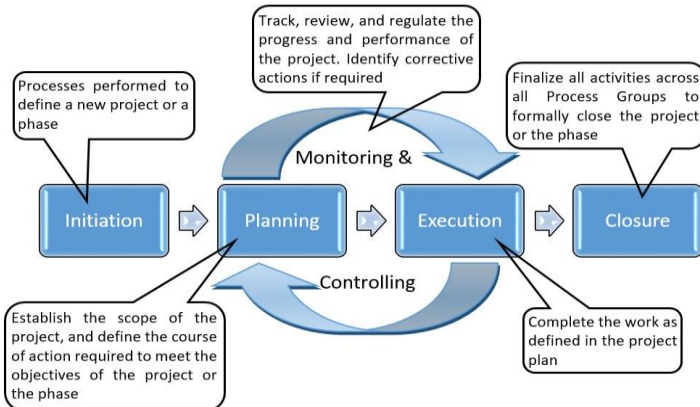 Track, review, and regulate the
progress and performance of
the project. Identify corrective
actions if required
Processes performed to
define a new project or a
phase
Finalize all activities across
all Process Groups to
formally close the project
or the phase
Monitoring &
Initiation
Planning
Execution
Closure
Controlling
Establish the scope of the
project, and define the course
of action required to meet the
objectives of the project or
the phase
Complete the work as
defined in the project
plan